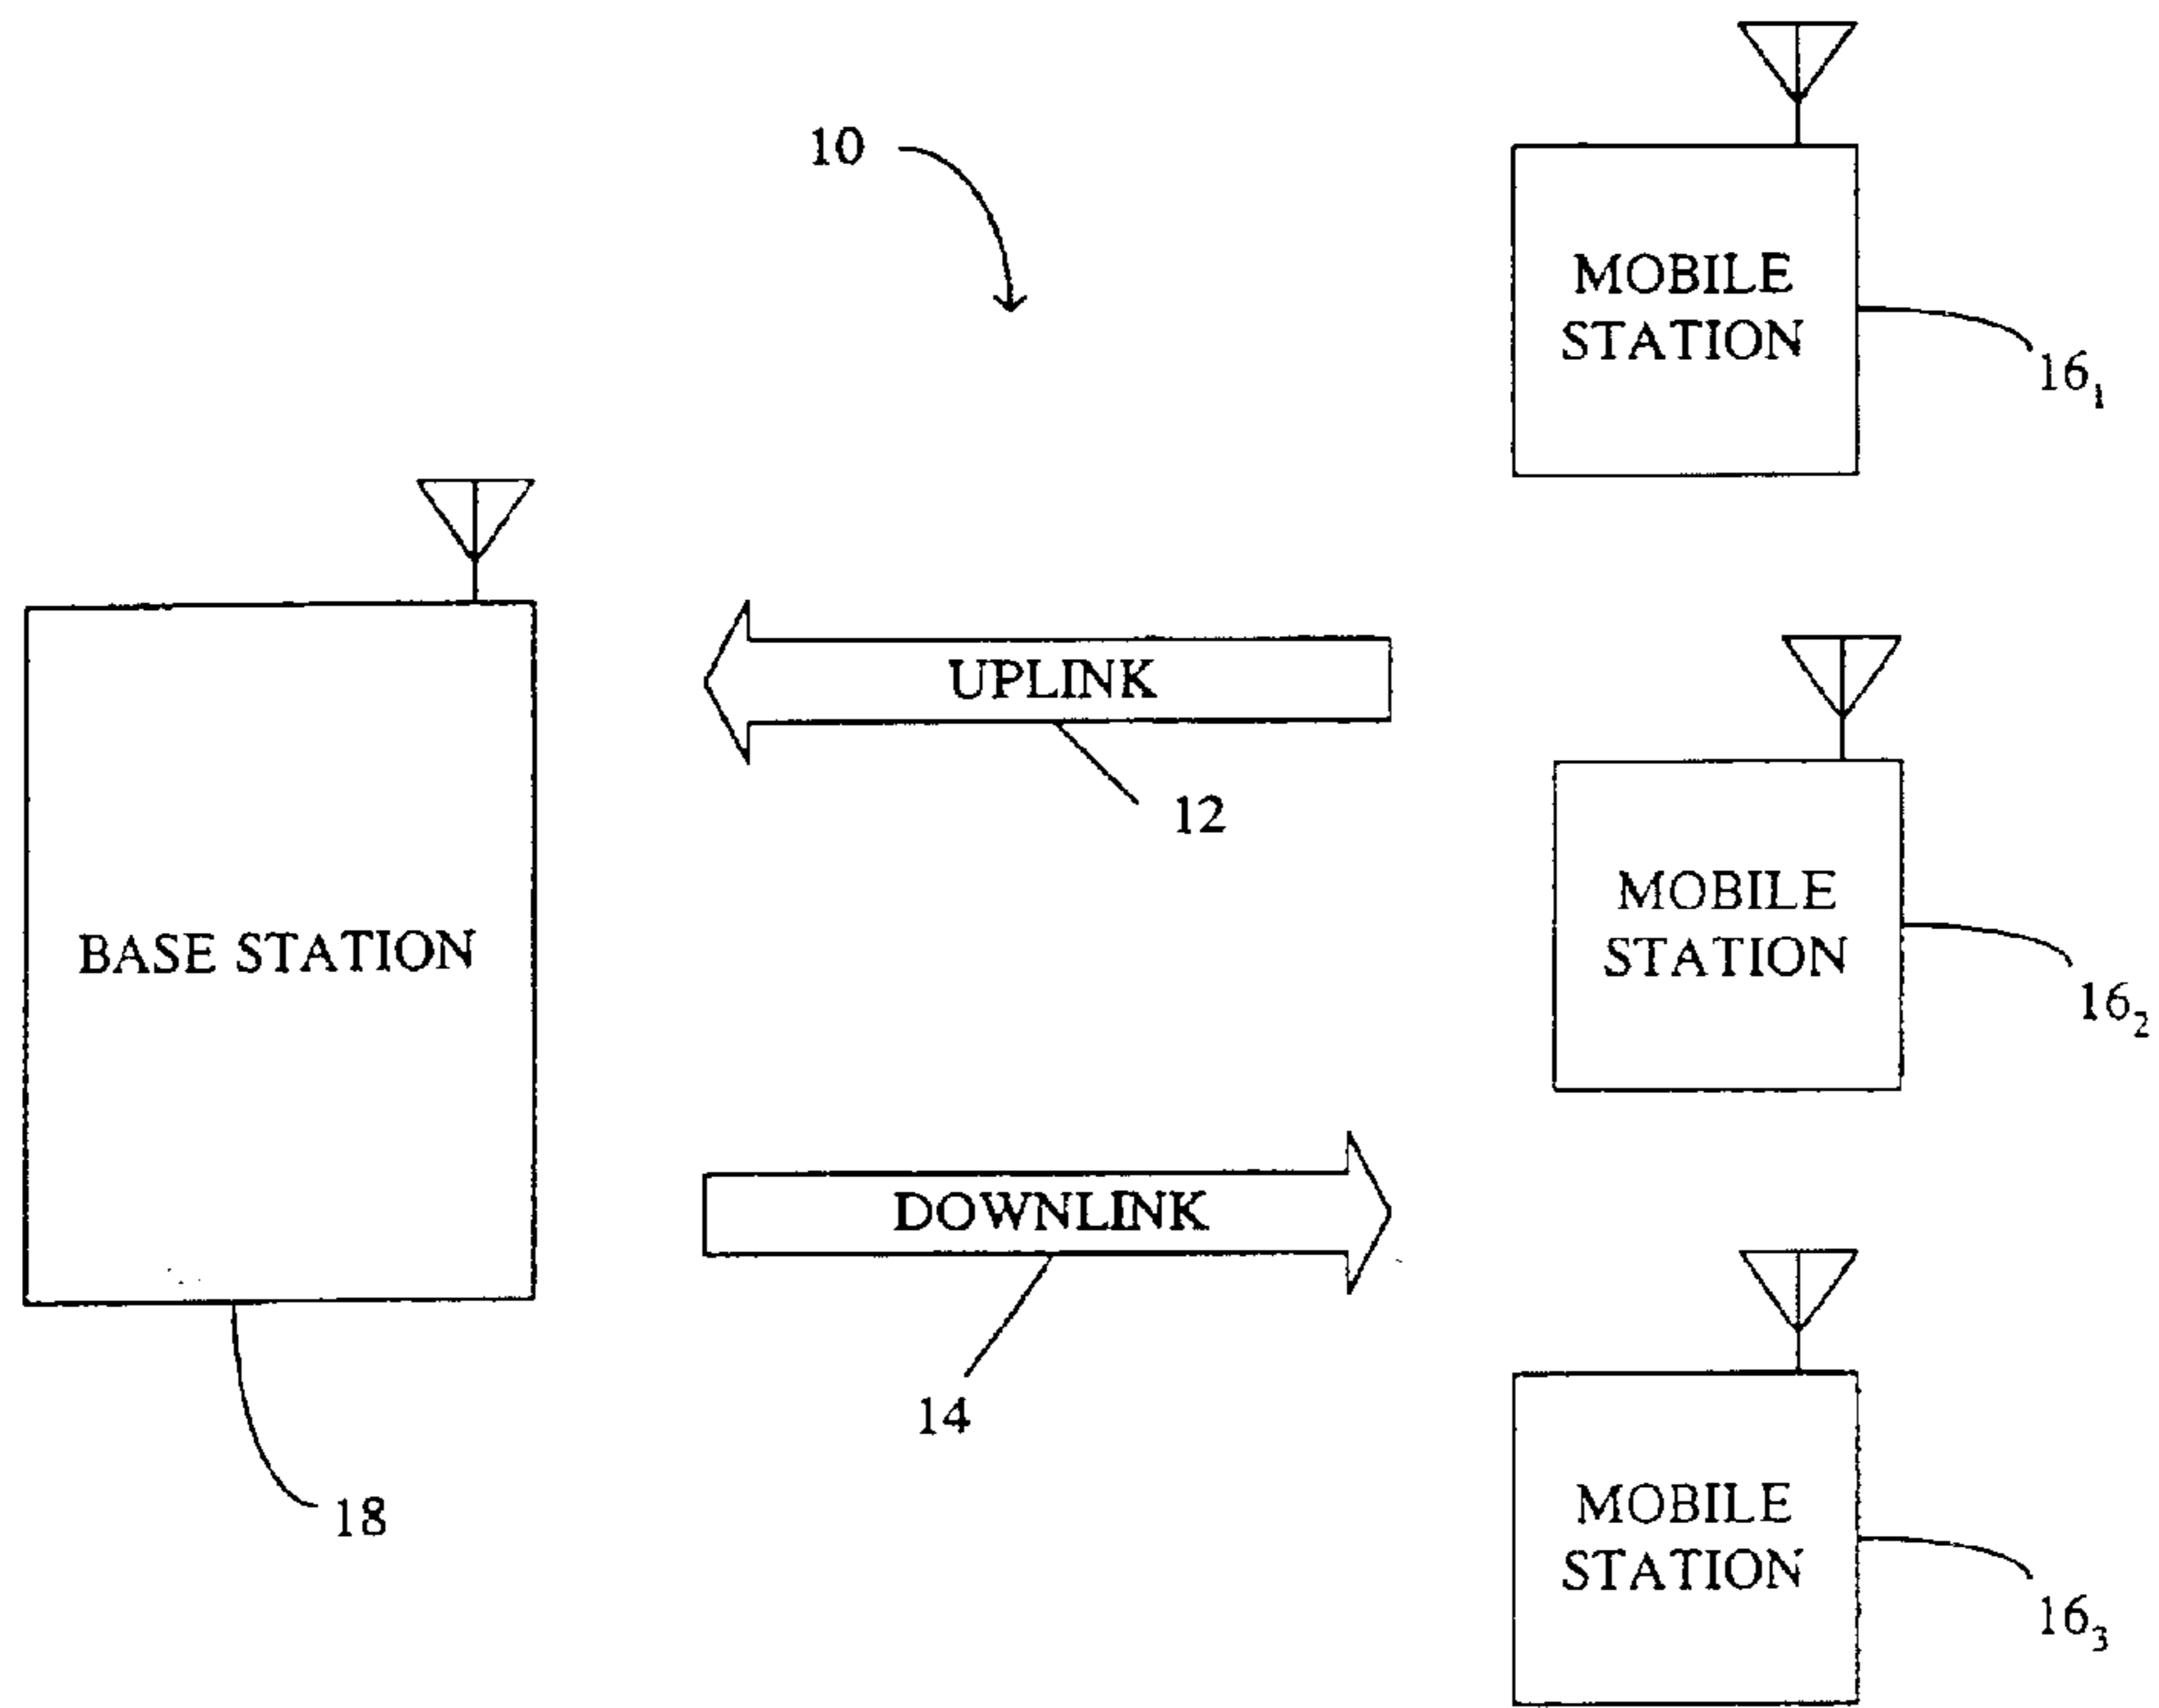 10
MOBILE
STATION
16₁
UPLINK
12
MOBILE
STATION
16₂
BASE STATION
DOWNLINK
14
18
MOBILE
STATION
16₃